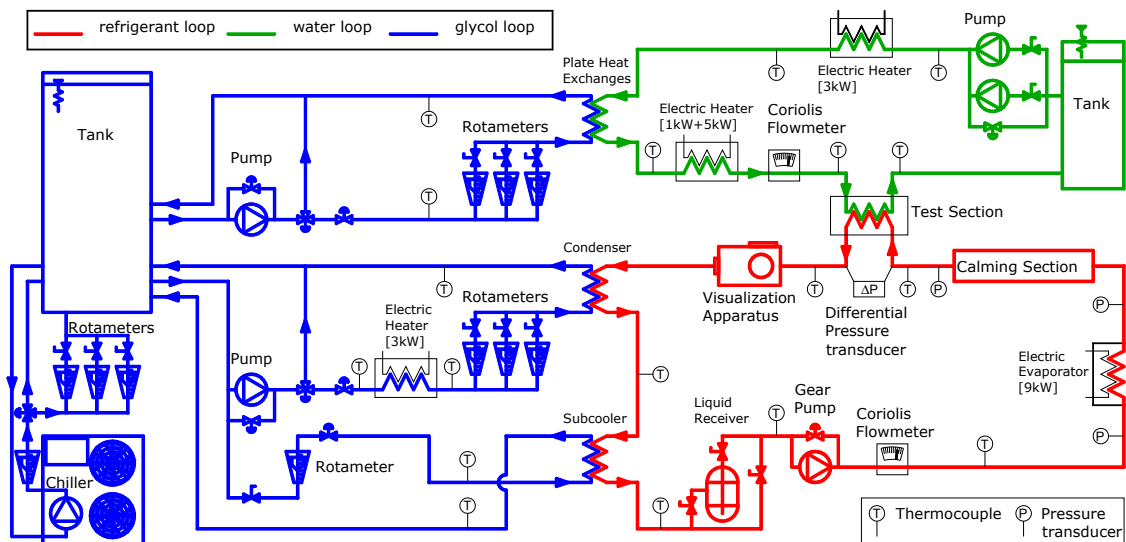 refrigerant loop
water loop
glycol loop
Pump
Plate Heat
Exchanges
Electric Heater
[3kW]
Tank
Tank
Electric Heater
[1kW+5kW]
Coriolis
Flowmeter
Rotameters
Pump
T
T
T
T
T
T
T
Test Section
Condenser
Calming Section
ΔP
T
T
P
T
Visualization
Apparatus
Differential
Pressure
transducer
P
Rotameters
Rotameters
Electric
Heater
[3kW]
Pump
T
T
T
Electric
Evaporator
[9kW]
Subcooler
Liquid
Receiver
Gear
Pump
Coriolis
Flowmeter
T
T
P
Rotameter
T
T
T
Chiller
T
Thermocouple
P
Pressure
transducer